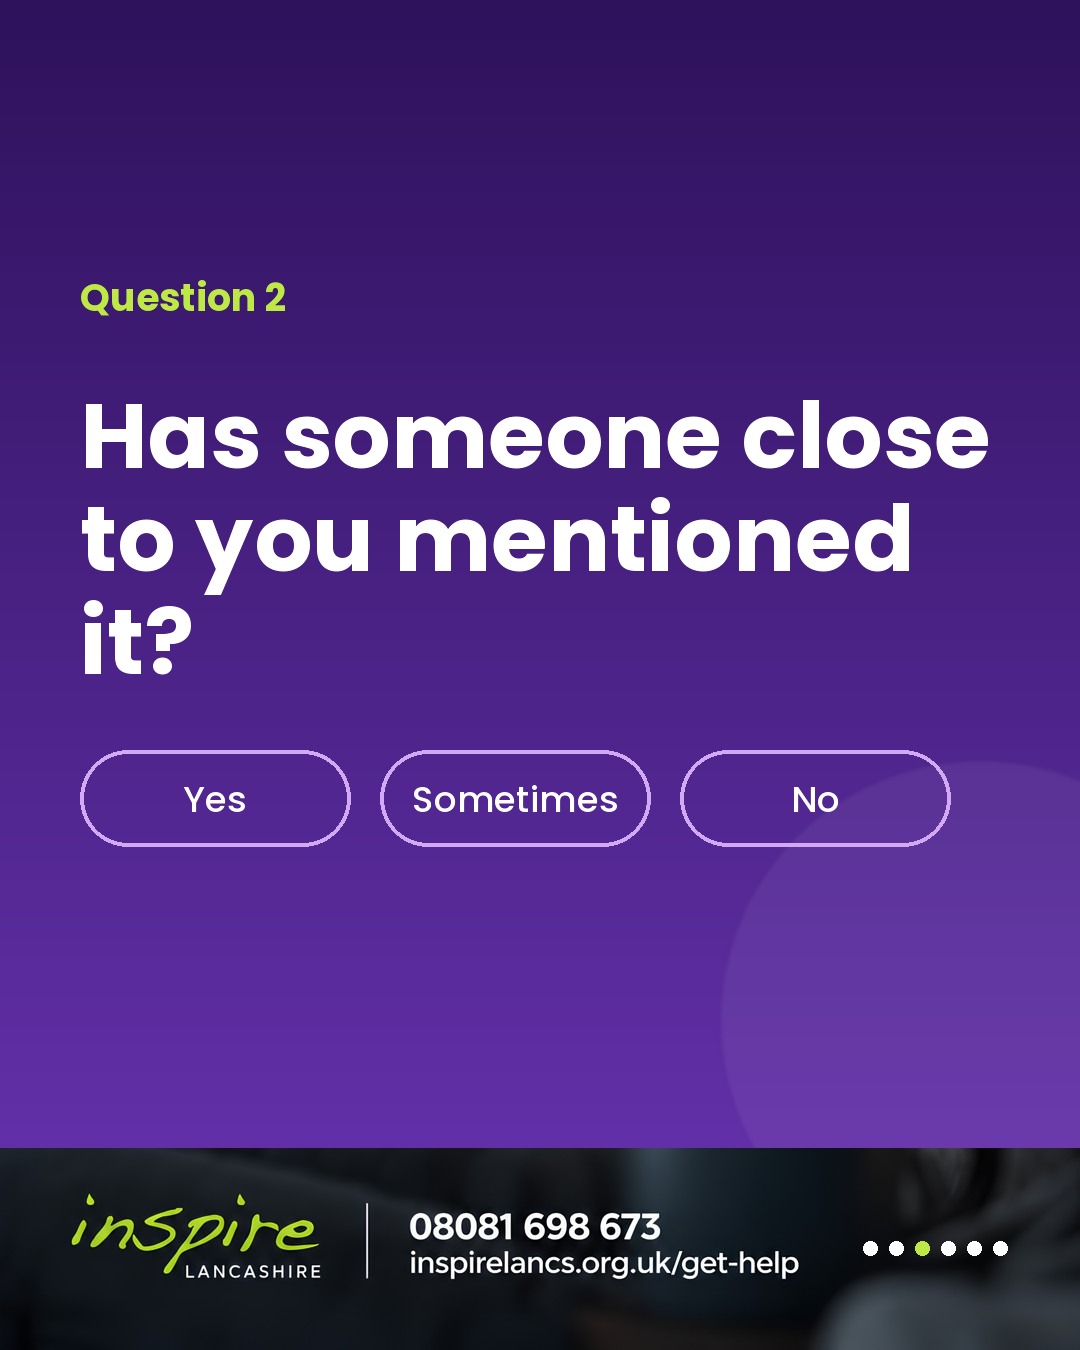 Question 2
Has someone close
to you mentioned
it?
Yes
Sometimes
No
inspire
LANCASHIRE
08081 698 673
inspirelancs.org.uk/get-help